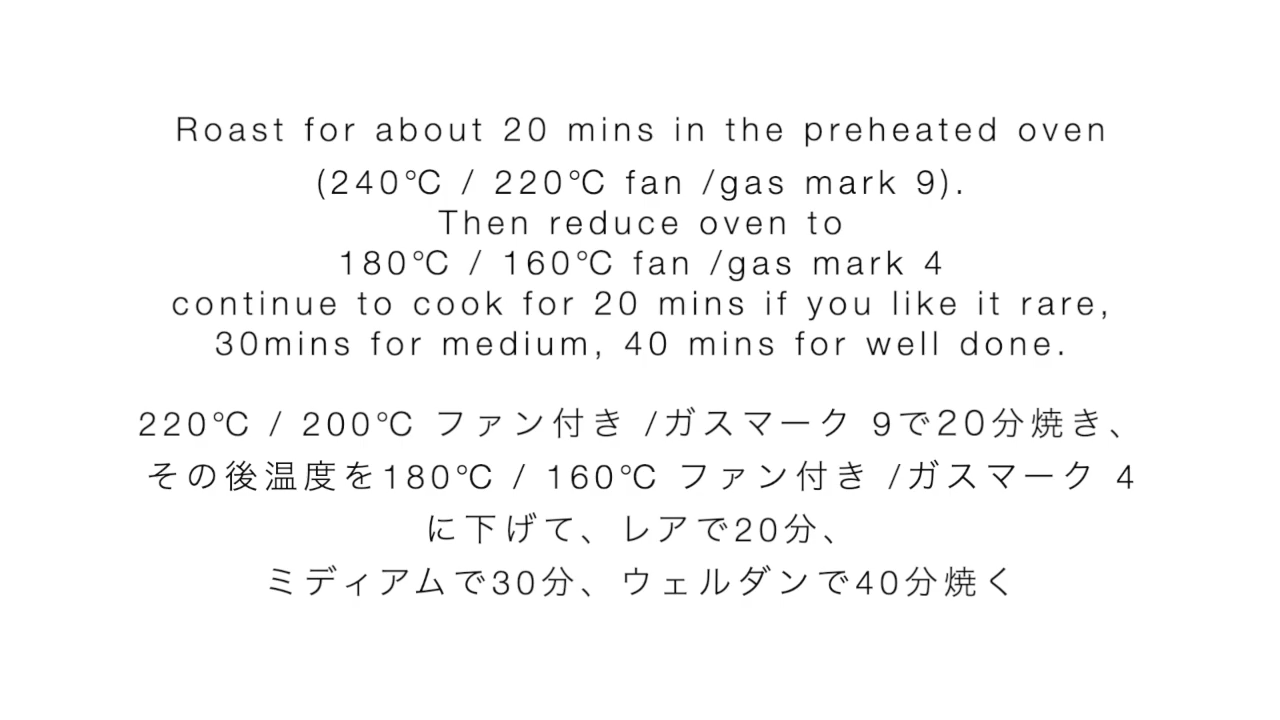 Roast for about 20 mins in the preheated oven
(240℃ / 220℃ fan /gas mark 9).
Then reduce oven to
180℃ / 160℃ fan /gas mark 4
continue to cook for 20 mins if you like it rare,
30mins for medium, 40 mins for well done.
220℃ / 200℃ ファン付き /ガスマーク 9で20分焼き、
その後温度を180℃ / 160℃ ファン付き /ガスマーク 4
に下げて、レアで20分、
ミディアムで30分、ウェルダンで40分焼く